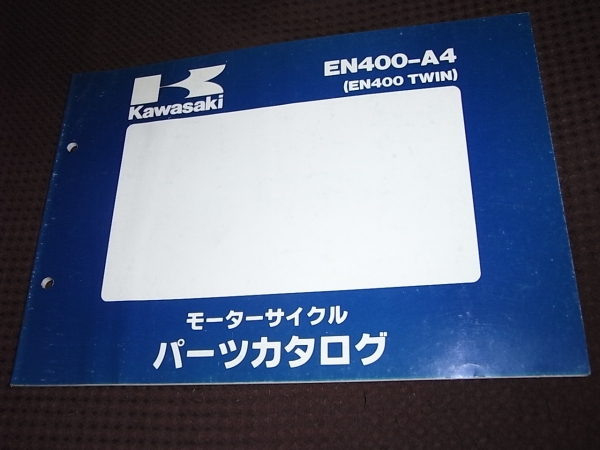 Kawasaki
EN400-A4
(EN400 TWIN)
モーターサイクル
パーツカタログ